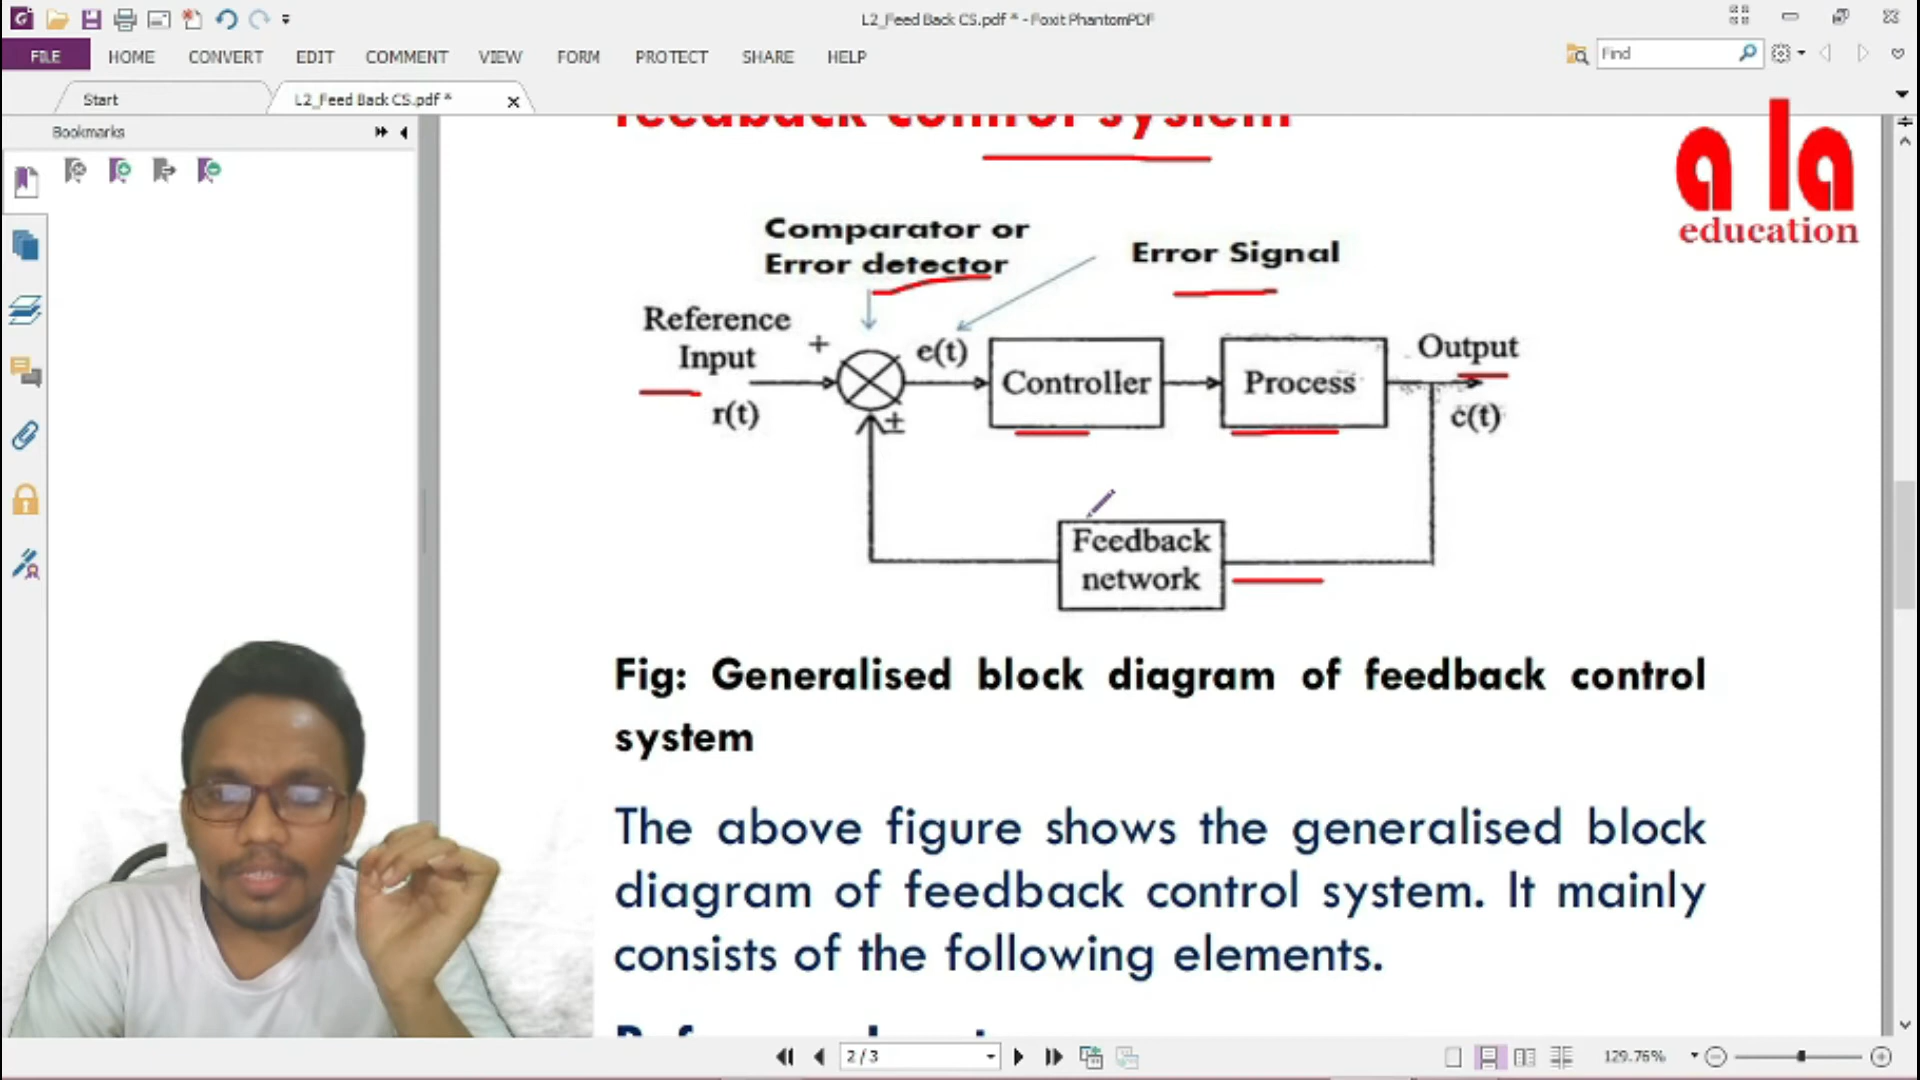 L2_Feed Back CS.pdf * - Foxit PhantomPDF
FILE HOME CONVERT EDIT COMMENT VIEW FORM PROTECT SHARE HELP
Find
Start
L2_Feed Back CS.pdf *
Bookmarks
feedback control system
a la
education
Comparator or
Error detector
Error Signal
Reference
Input
r(t)
+
±
e(t)
Controller
Process
Output
c(t)
Feedback
network
Fig: Generalised block diagram of feedback control
system
The above figure shows the generalised block
diagram of feedback control system. It mainly
consists of the following elements.
2 / 3
129.76%